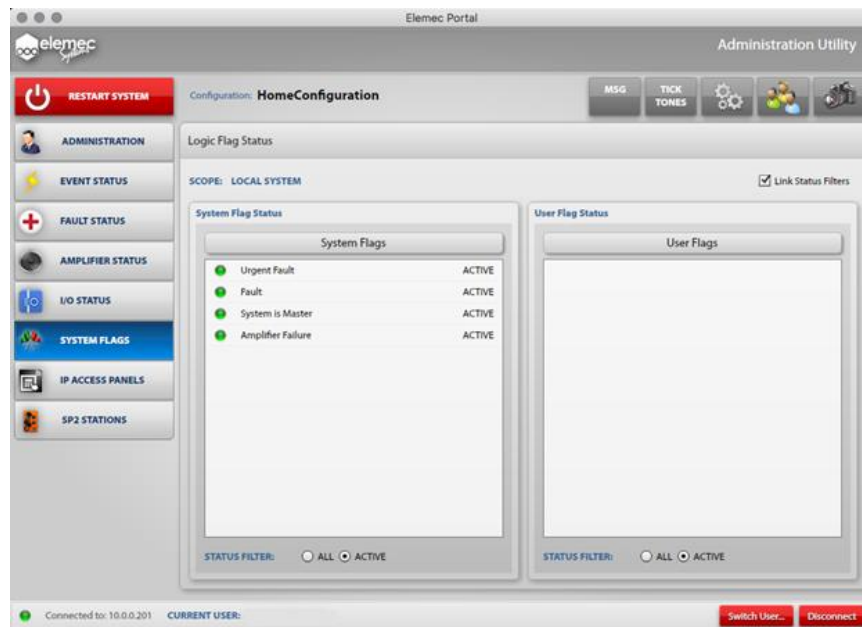 Elemec Portal
elemec Systems
Administration Utility
RESTART SYSTEM
Configuration: HomeConfiguration
MSG
TICK
TONES
ADMINISTRATION
EVENT STATUS
FAULT STATUS
AMPLIFIER STATUS
I/O STATUS
SYSTEM FLAGS
IP ACCESS PANELS
SP2 STATIONS
Logic Flag Status
SCOPE: LOCAL SYSTEM
Link Status Filters
System Flag Status
System Flags
Urgent Fault ACTIVE
Fault ACTIVE
System is Master ACTIVE
Amplifier Failure ACTIVE
STATUS FILTER: ALL ACTIVE
User Flag Status
User Flags
STATUS FILTER: ALL ACTIVE
Connected to: 10.0.0.201 CURRENT USER:
Switch User... Disconnect